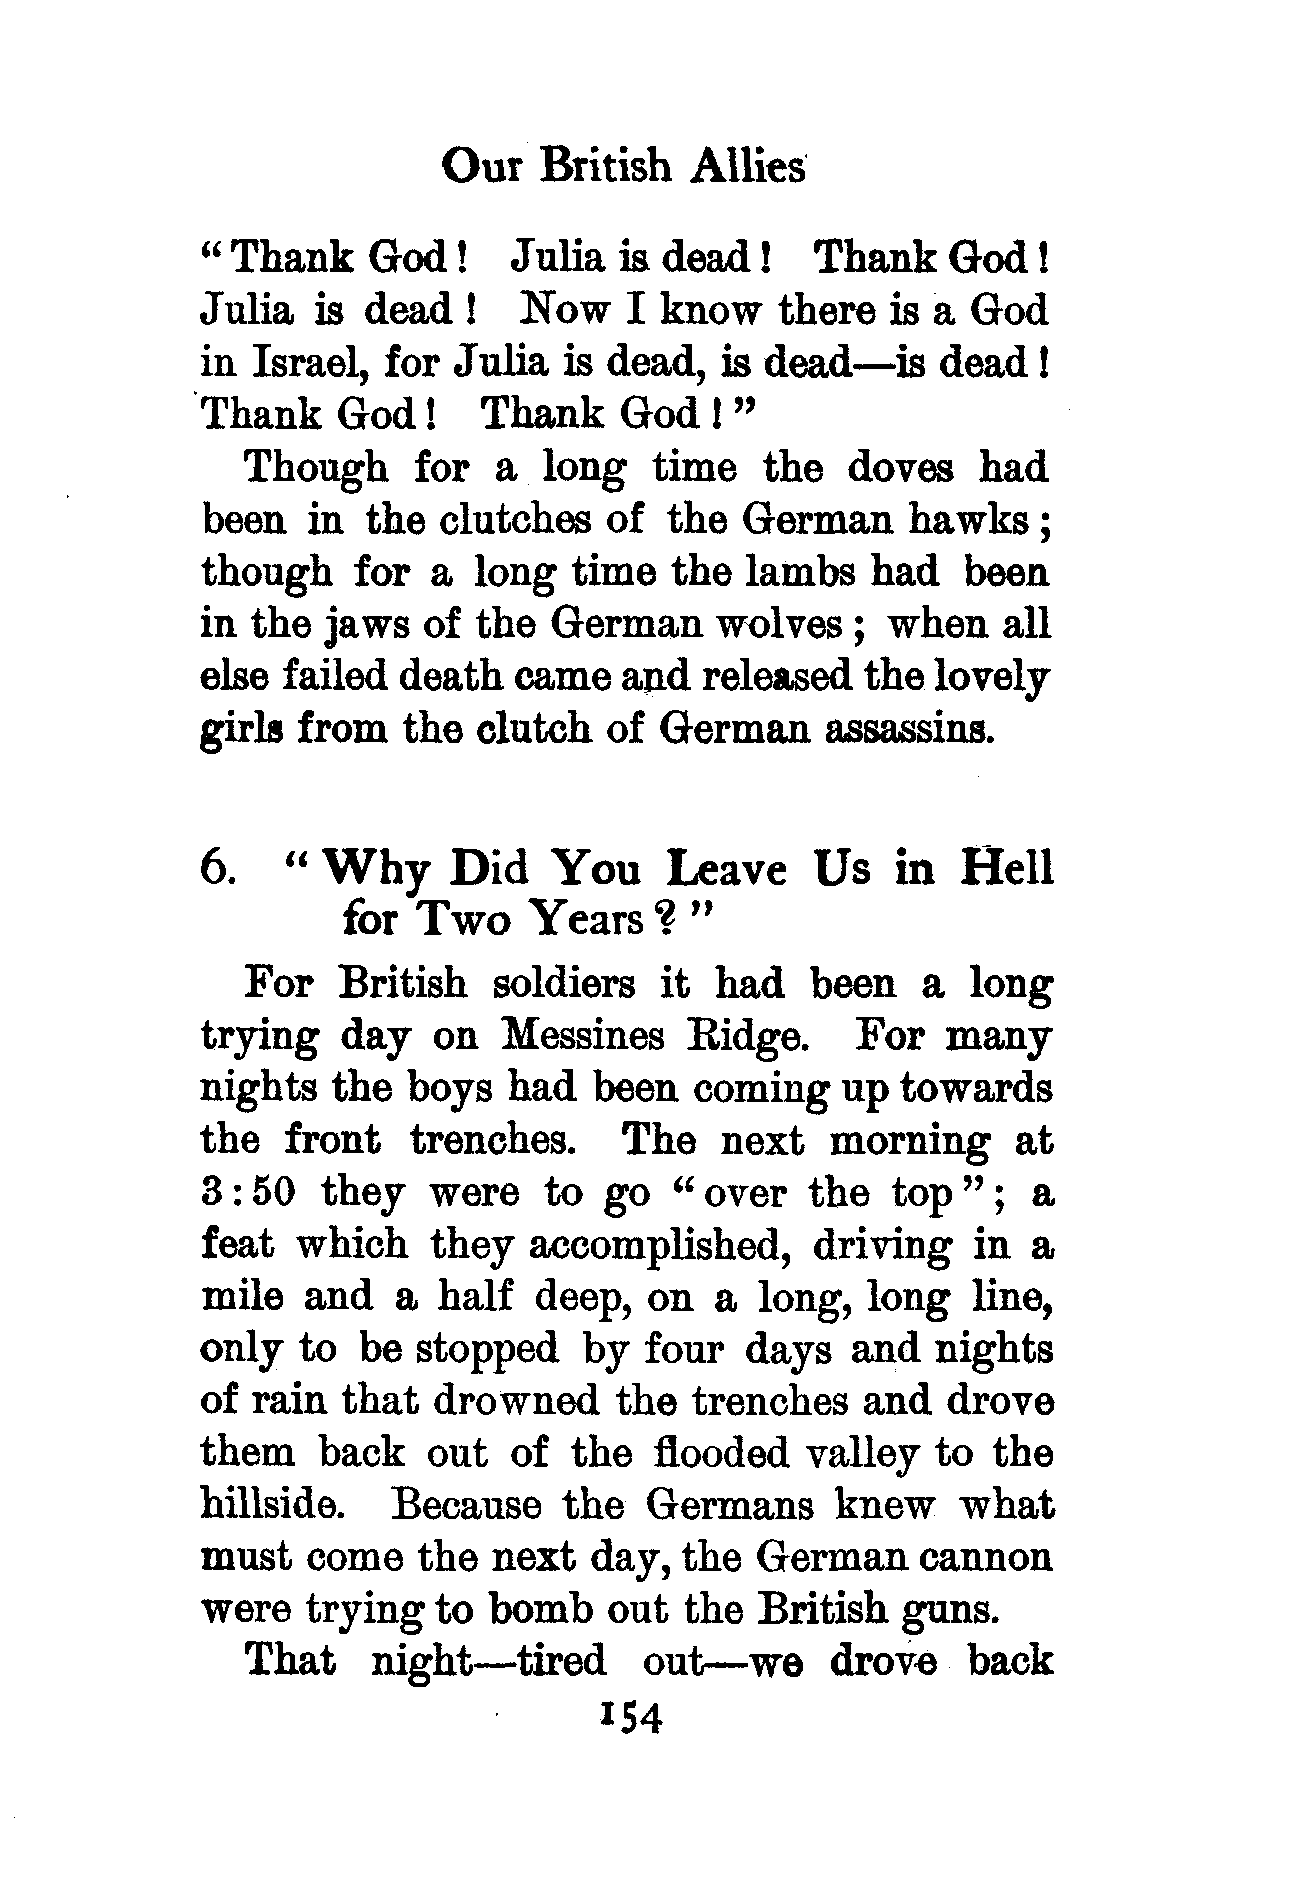 Our British Allies
“Thank God! Julia is dead! Thank God!
Julia is dead! Now I know there is a God
in Israel, for Julia is dead, is dead—is dead!
Thank God! Thank God!”
Though for a long time the doves had
been in the clutches of the German hawks;
though for a long time the lambs had been
in the jaws of the German wolves; when all
else failed death came and released the lovely
girls from the clutch of German assassins.
6. “Why Did You Leave Us in Hell
for Two Years?”
For British soldiers it had been a long
trying day on Messines Ridge. For many
nights the boys had been coming up towards
the front trenches. The next morning at
3:50 they were to go “over the top”; a
feat which they accomplished, driving in a
mile and a half deep, on a long, long line,
only to be stopped by four days and nights
of rain that drowned the trenches and drove
them back out of the flooded valley to the
hillside. Because the Germans knew what
must come the next day, the German cannon
were trying to bomb out the British guns.
That night—tired out—we drove back
154